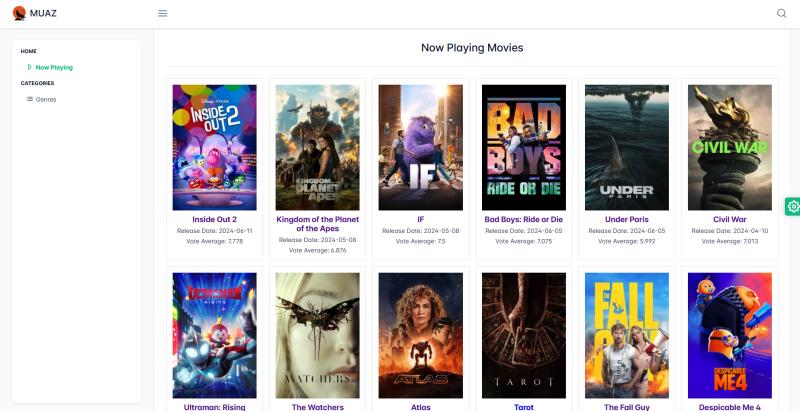 MUAZ
HOME
Now Playing
CATEGORIES
Genres
Now Playing Movies
Disney PIXAR
INSIDE
OUT 2
KINGDOM OF THE
PLANET
OF THE
APES
IF
BAD
BOYS
RIDE OR DIE
UNDER
PARIS
CIVIL WAR
Inside Out 2
Release Date: 2024-06-11
Vote Average: 7.778
Kingdom of the Planet
of the Apes
Release Date: 2024-05-08
Vote Average: 6.876
IF
Release Date: 2024-05-08
Vote Average: 7.5
Bad Boys: Ride or Die
Release Date: 2024-06-05
Vote Average: 7.075
Under Paris
Release Date: 2024-06-05
Vote Average: 5.992
Civil War
Release Date: 2024-04-10
Vote Average: 7.013
ULTRAMAN
RISING
WATCHERS
ATLAS
TAROT
FALL
GUY
DESPICABLE
ME4
Ultraman: Rising
The Watchers
Atlas
Tarot
The Fall Guy
Despicable Me 4